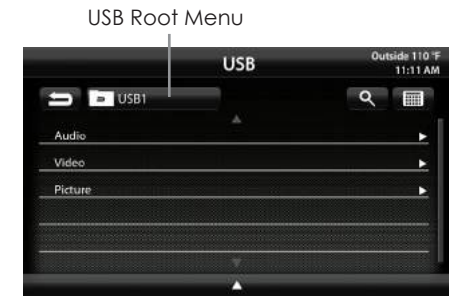 USB Root Menu
USB
Outside 110 °F
11:11 AM
USB1
Audio
Video
Picture